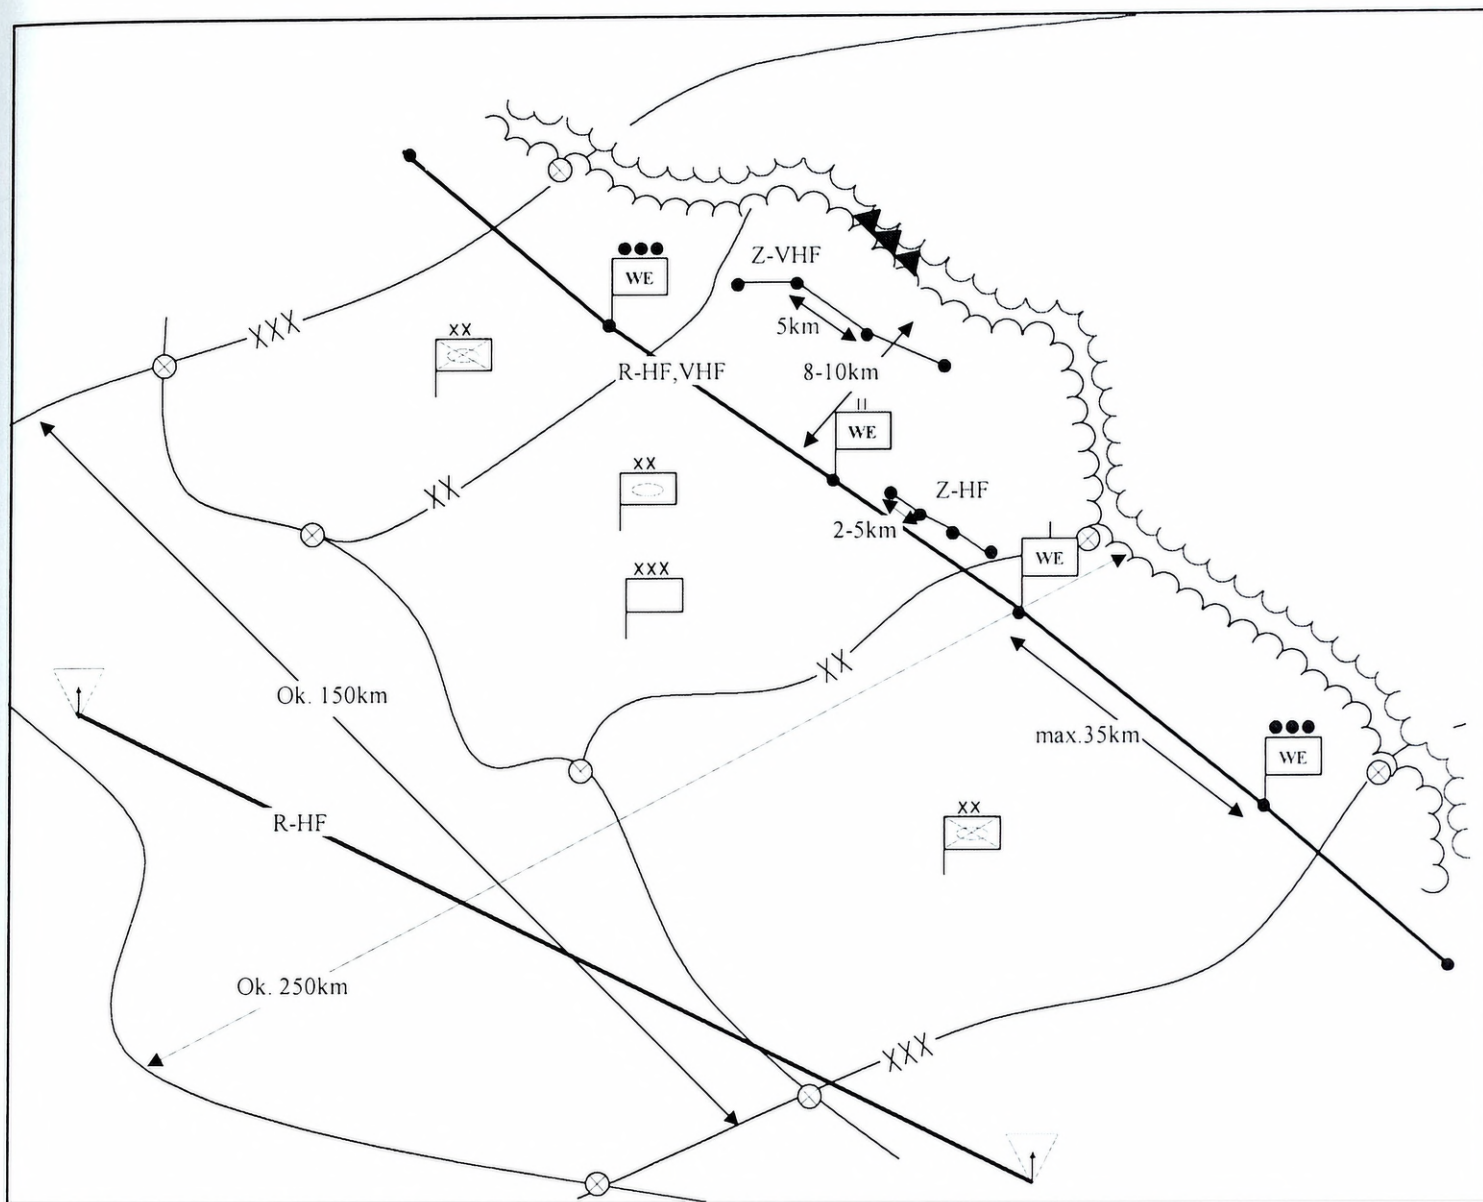 Z-VHF
WE
XXX
5km
XX
R-HF,VHF
8-10km
II
WE
XX
XX
Z-HF
2-5km
I
WE
XXX
XX
Ok. 150km
max.35km
WE
XX
R-HF
Ok. 250km
XXX